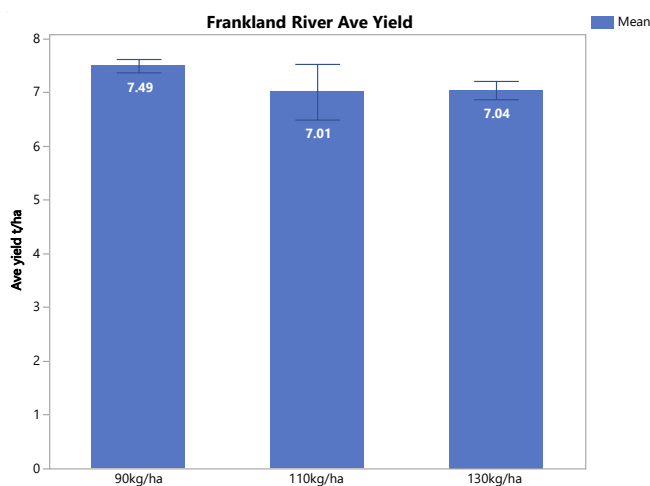 Frankland River Ave Yield
Mean
Ave yield t/ha
8
7
6
5
4
3
2
1
0
7.49
7.01
7.04
90kg/ha
110kg/ha
130kg/ha